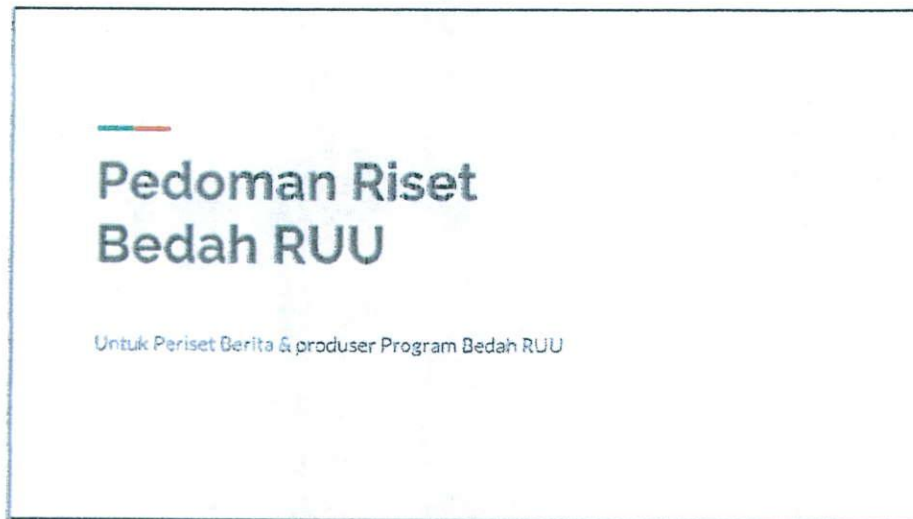 Pedoman Riset
Bedah RUU
Untuk Periset Berita & produser Program Bedah RUU